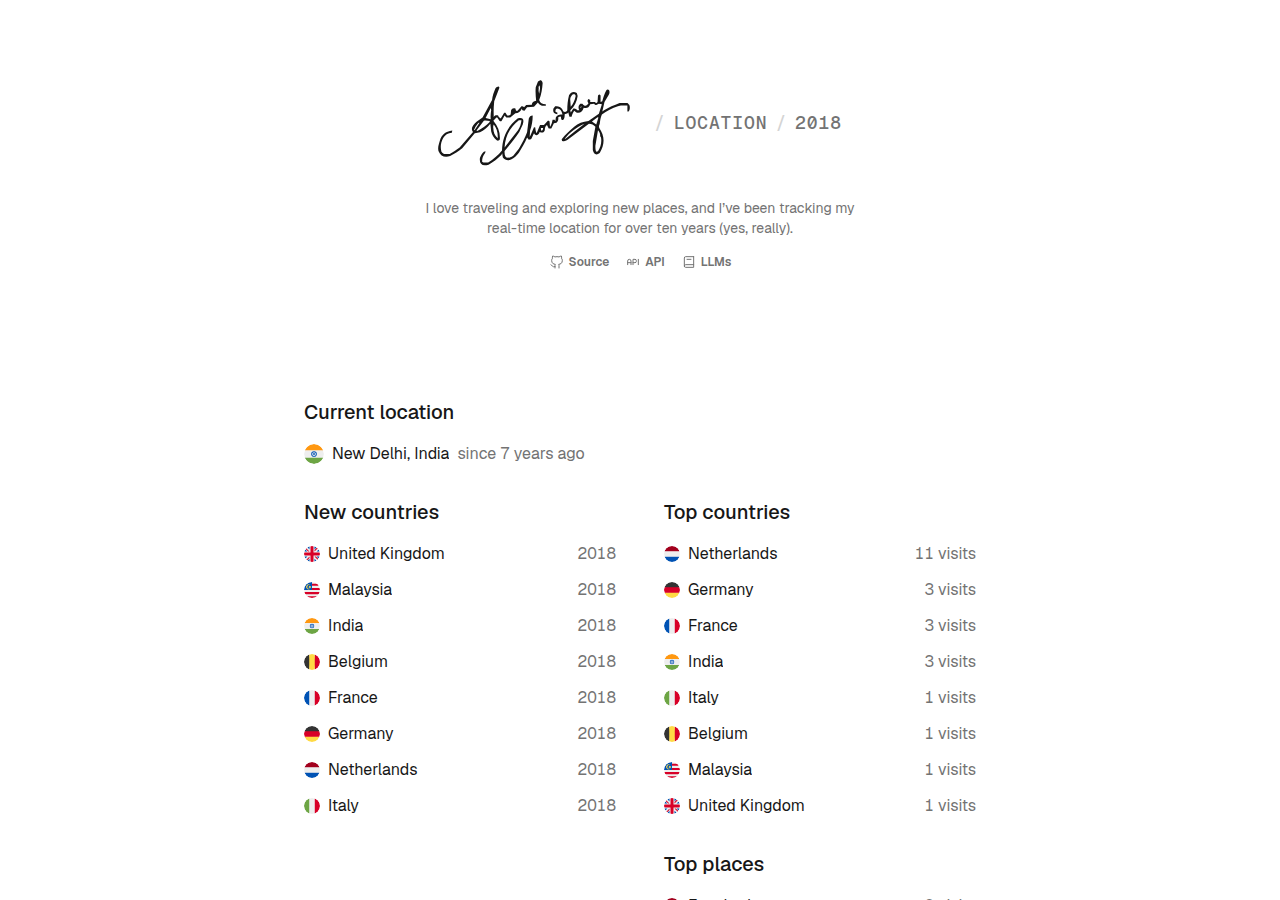 Anand
Chowdhary
/ LOCATION / 2018
I love traveling and exploring new places, and I've been tracking my
real-time location for over ten years (yes, really).
Source API API LLMs
Current location
New Delhi, India since 7 years ago
New countries
United Kingdom 2018
Malaysia 2018
India 2018
Belgium 2018
France 2018
Germany 2018
Netherlands 2018
Italy 2018
Top countries
Netherlands 11 visits
Germany 3 visits
France 3 visits
India 3 visits
Italy 1 visits
Belgium 1 visits
Malaysia 1 visits
United Kingdom 1 visits
Top places